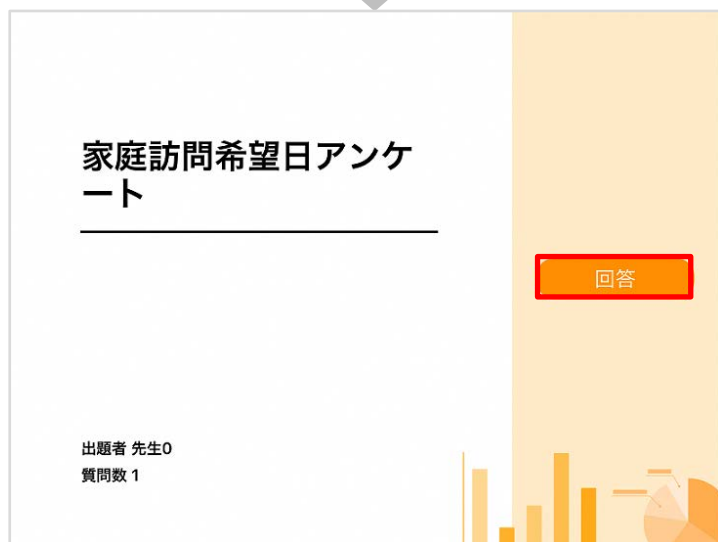 家庭訪問希望日アンケ
ート
回答
出題者 先生0
質問数 1